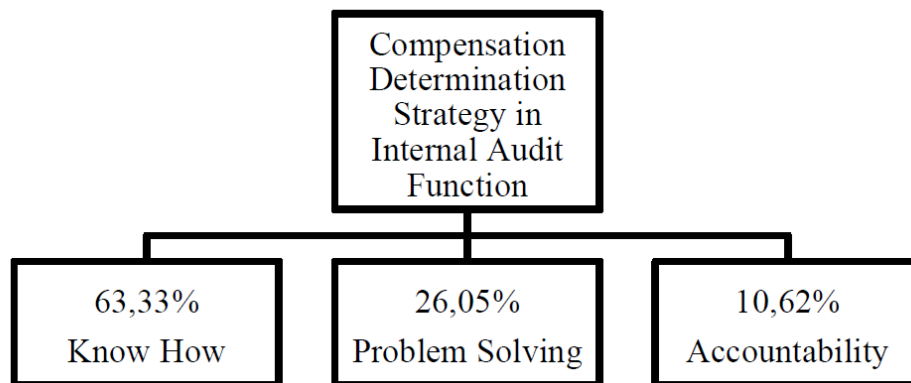 Compensation
Determination
Strategy in
Internal Audit
Function
63,33%
Know How
26,05%
Problem Solving
10,62%
Accountability